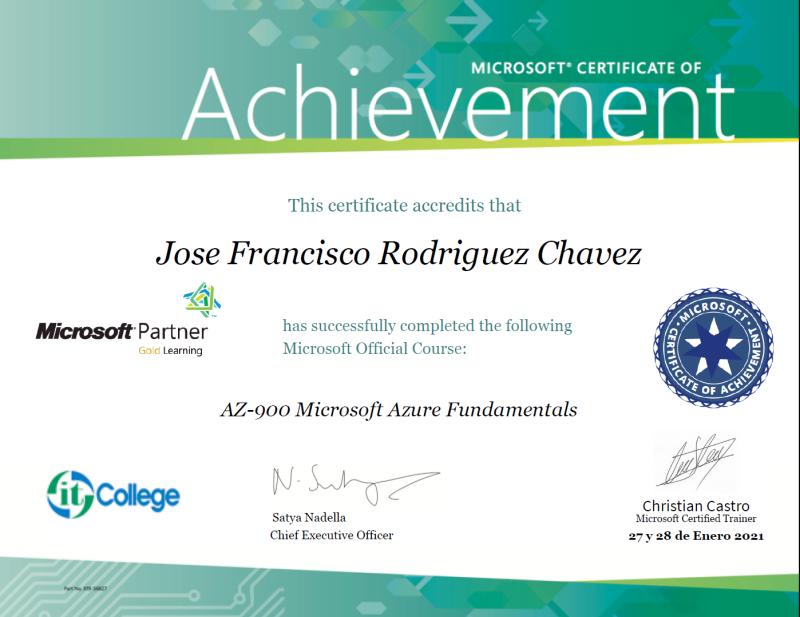 MICROSOFT® CERTIFICATE OF
Achievement
This certificate accredits that
Jose Francisco Rodriguez Chavez
Microsoft Partner
Gold Learning
has successfully completed the following
Microsoft Official Course:
MICROSOFT · CERTIFICATE OF ACHIEVEMENT ·
AZ-900 Microsoft Azure Fundamentals
it College
Satya Nadella
Chief Executive Officer
Christian Castro
Microsoft Certified Trainer
27 y 28 de Enero 2021
Part No.